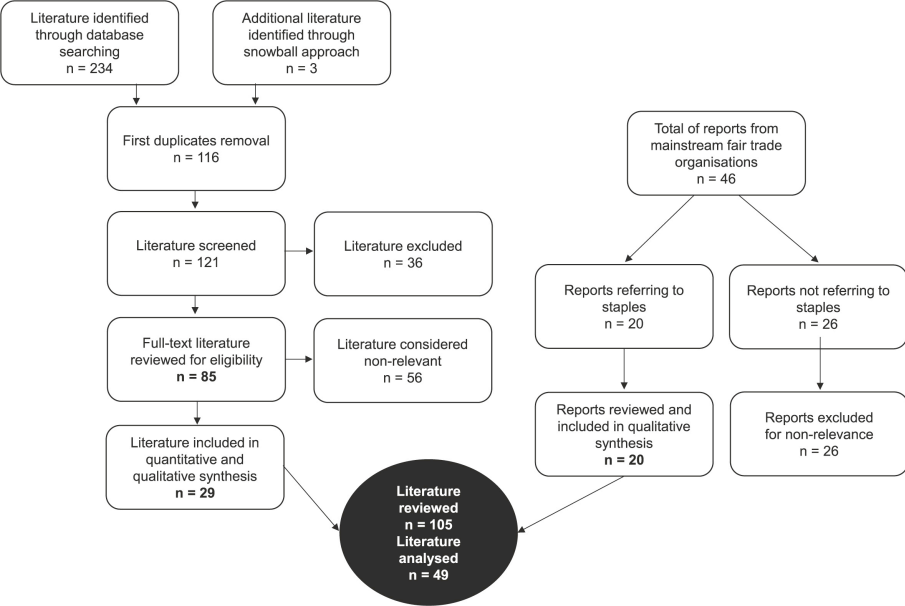 Literature identified
through database
searching
n = 234
Additional literature
identified through
snowball approach
n = 3
First duplicates removal
n = 116
Literature screened
n = 121
Literature excluded
n = 36
Full-text literature
reviewed for eligibility
n = 85
Literature considered
non-relevant
n = 56
Literature included in
quantitative and
qualitative synthesis
n = 29
Total of reports from
mainstream fair trade
organisations
n = 46
Reports referring to
staples
n = 20
Reports not referring to
staples
n = 26
Reports reviewed and
included in qualitative
synthesis
n = 20
Reports excluded
for non-relevance
n = 26
Literature
reviewed
n = 105
Literature
analysed
n = 49